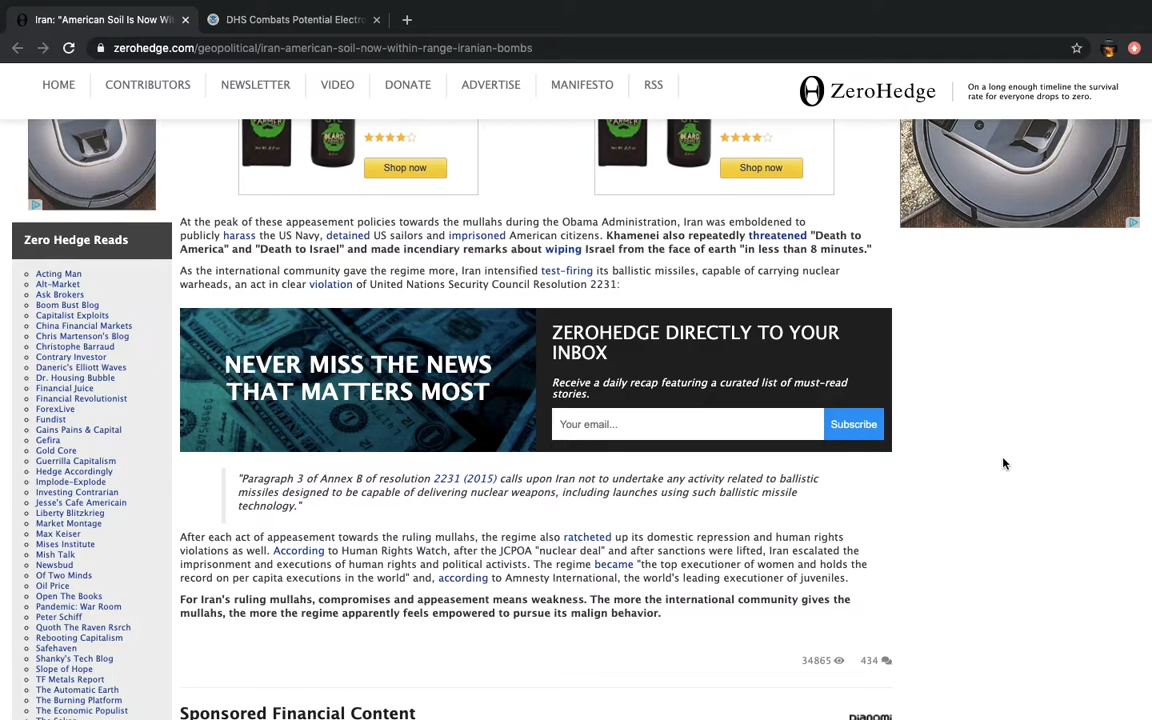 Iran: "American Soil Is Now Wit
DHS Combats Potential Electro
zerohedge.com/geopolitical/iran-american-soil-now-within-range-iranian-bombs
HOME
CONTRIBUTORS
NEWSLETTER
VIDEO
DONATE
ADVERTISE
MANIFESTO
RSS
ZeroHedge
On a long enough timeline the survival
rate for everyone drops to zero.
FARMER
Shop now
FARMER
Shop now
Zero Hedge Reads
Acting Man
Alt-Market
Ask Brokers
Boom Bust Blog
Capitalist Exploits
China Financial Markets
Chris Martenson's Blog
Christophe Barraud
Contrary Investor
Daneric's Elliott Waves
Dr. Housing Bubble
Financial Juice
Financial Revolutionist
ForexLive
Fundist
Gains Pains & Capital
Gefira
Gold Core
Guerrilla Capitalism
Hedge Accordingly
Implode-Explode
Investing Contrarian
Jesse's Cafe Americain
Liberty Blitzkrieg
Market Montage
Max Keiser
Mises Institute
Mish Talk
Newsbud
Of Two Minds
Oil Price
Open The Books
Pandemic: War Room
Peter Schiff
Quoth The Raven Rsrch
Rebooting Capitalism
Safehaven
Shanky's Tech Blog
Slope of Hope
TF Metals Report
The Automatic Earth
The Burning Platform
The Economic Populist
At the peak of these appeasement policies towards the mullahs during the Obama Administration, Iran was emboldened to
publicly harass the US Navy, detained US sailors and imprisoned American citizens. Khamenei also repeatedly threatened "Death to
America" and "Death to Israel" and made incendiary remarks about wiping Israel from the face of earth "in less than 8 minutes."
As the international community gave the regime more, Iran intensified test-firing its ballistic missiles, capable of carrying nuclear
warheads, an act in clear violation of United Nations Security Council Resolution 2231:
NEVER MISS THE NEWS
THAT MATTERS MOST
ZEROHEDGE DIRECTLY TO YOUR
INBOX
Receive a daily recap featuring a curated list of must-read
stories.
Your email...
Subscribe
"Paragraph 3 of Annex B of resolution 2231 (2015) calls upon Iran not to undertake any activity related to ballistic
missiles designed to be capable of delivering nuclear weapons, including launches using such ballistic missile
technology."
After each act of appeasement towards the ruling mullahs, the regime also ratcheted up its domestic repression and human rights
violations as well. According to Human Rights Watch, after the JCPOA "nuclear deal" and after sanctions were lifted, Iran escalated the
imprisonment and executions of human rights and political activists. The regime became "the top executioner of women and holds the
record on per capita executions in the world" and, according to Amnesty International, the world's leading executioner of juveniles.
For Iran's ruling mullahs, compromises and appeasement means weakness. The more the international community gives the
mullahs, the more the regime apparently feels empowered to pursue its malign behavior.
34865
434
Sponsored Financial Content
Dianomi